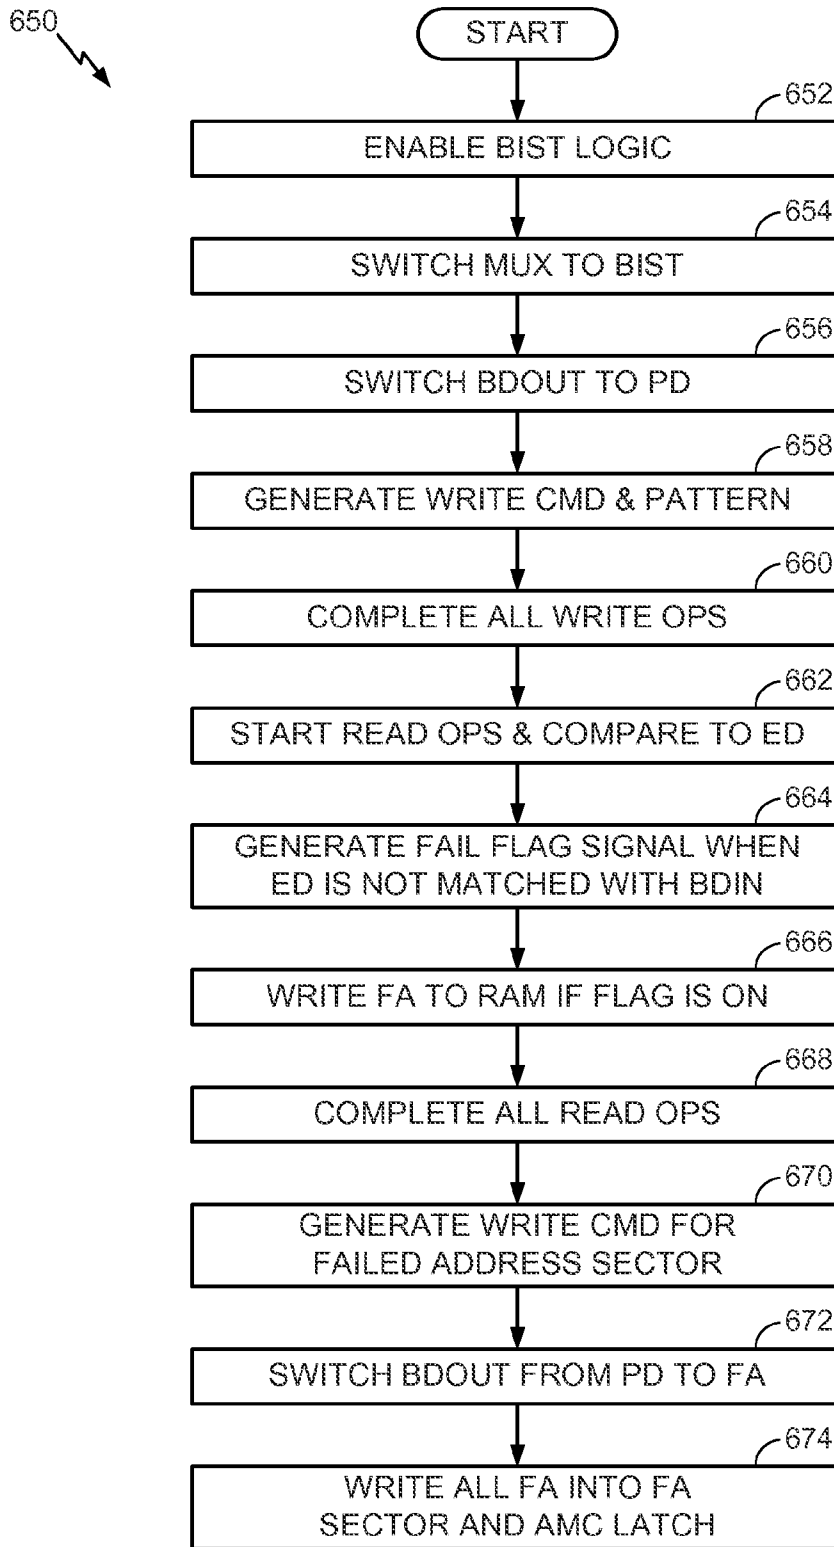 650
START
652
ENABLE BIST LOGIC
654
SWITCH MUX TO BIST
656
SWITCH BDOUT TO PD
658
GENERATE WRITE CMD & PATTERN
660
COMPLETE ALL WRITE OPS
662
START READ OPS & COMPARE TO ED
664
GENERATE FAIL FLAG SIGNAL WHEN
ED IS NOT MATCHED WITH BDIN
666
WRITE FA TO RAM IF FLAG IS ON
668
COMPLETE ALL READ OPS
670
GENERATE WRITE CMD FOR
FAILED ADDRESS SECTOR
672
SWITCH BDOUT FROM PD TO FA
674
WRITE ALL FA INTO FA
SECTOR AND AMC LATCH